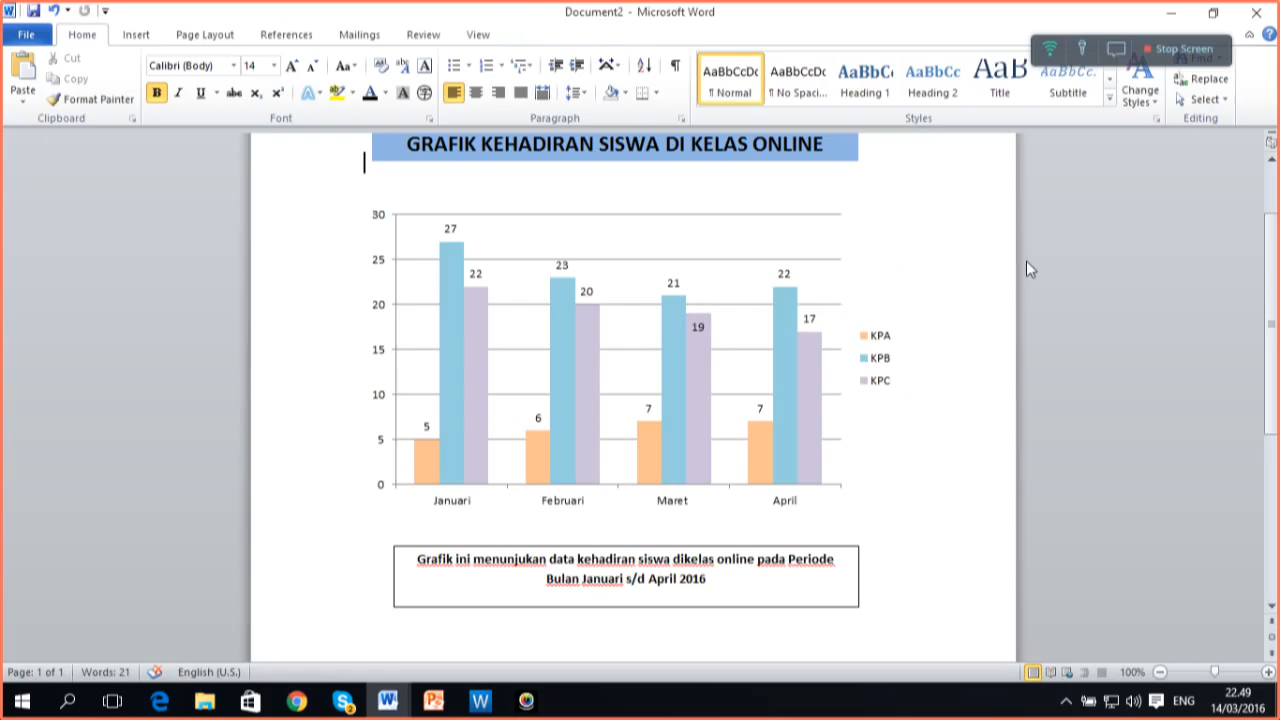 Document2 - Microsoft Word
File Home Insert Page Layout References Mailings Review View
Stop Screen
Paste
Cut
Copy
Format Painter
Clipboard
Calibri (Body) 14
Font
Paragraph
AaBbCcDc AaBbCcDc AaBbC AaBbCc AaB AaBbCc.
¶ Normal ¶ No Spaci... Heading 1 Heading 2 Title Subtitle
Change
Styles
Styles
Find
Replace
Select
Editing
GRAFIK KEHADIRAN SISWA DI KELAS ONLINE
30
25
20
15
10
5
0
5 27 22
6 23 20
7 21 19
7 22 17
Januari Februari Maret April
KPA
KPB
KPC
Grafik ini menunjukan data kehadiran siswa dikelas online pada Periode
Bulan Januari s/d April 2016
Page: 1 of 1 Words: 21 English (U.S.) 100%
ENG
22.49
14/03/2016